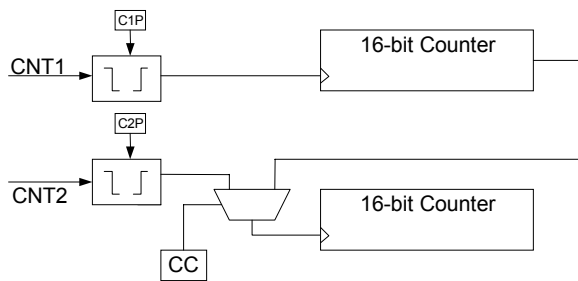 C1P
CNT1
16-bit Counter
C2P
CNT2
16-bit Counter
CC